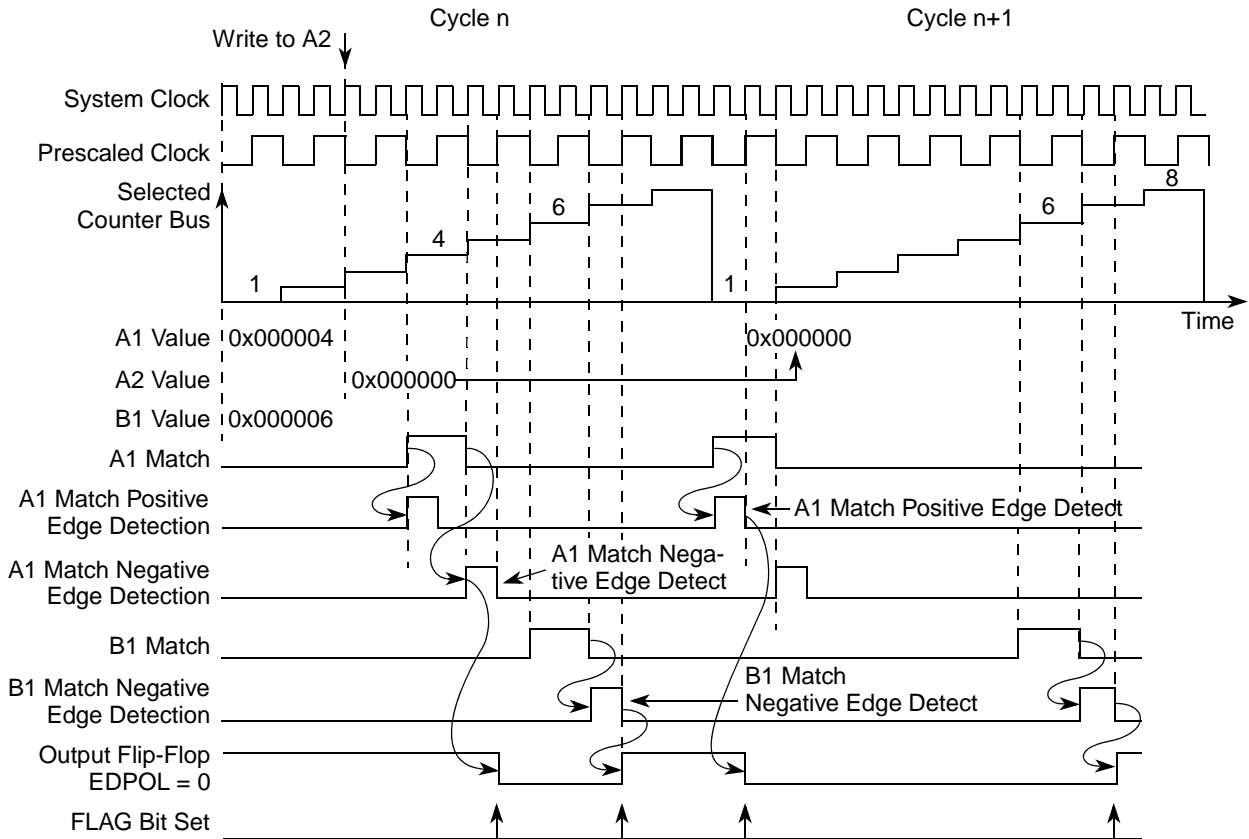 Cycle n
Cycle n+1
Write to A2
System Clock
Prescaled Clock
Selected
Counter Bus
1
4
6
1
6
8
Time
A1 Value
0x000004
0x000000
A2 Value
0x000000
B1 Value
0x000006
A1 Match
A1 Match Positive
Edge Detection
A1 Match Positive Edge Detect
A1 Match Negative
Edge Detection
A1 Match Nega-
tive Edge Detect
B1 Match
B1 Match Negative
Edge Detection
B1 Match
Negative Edge Detect
Output Flip-Flop
EDPOL = 0
FLAG Bit Set